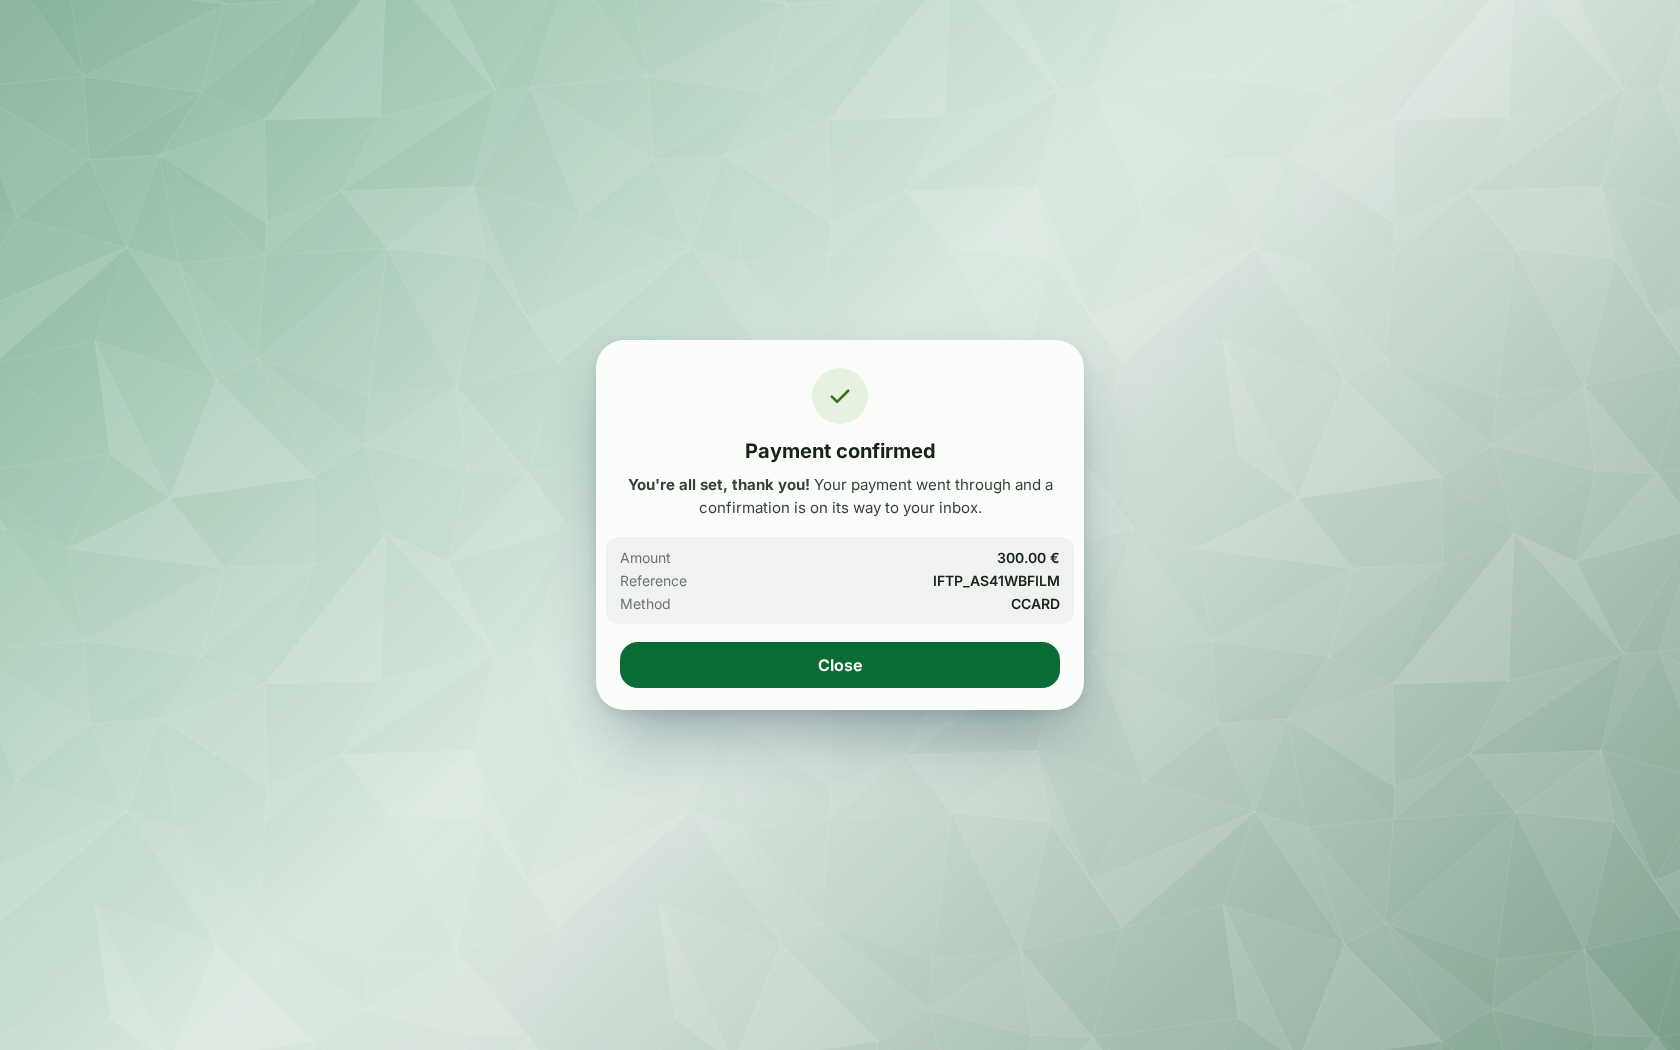 Payment confirmed
You're all set, thank you! Your payment went through and a
confirmation is on its way to your inbox.
Amount 300.00 €
Reference IFTP_AS41WBFILM
Method CCARD
Close